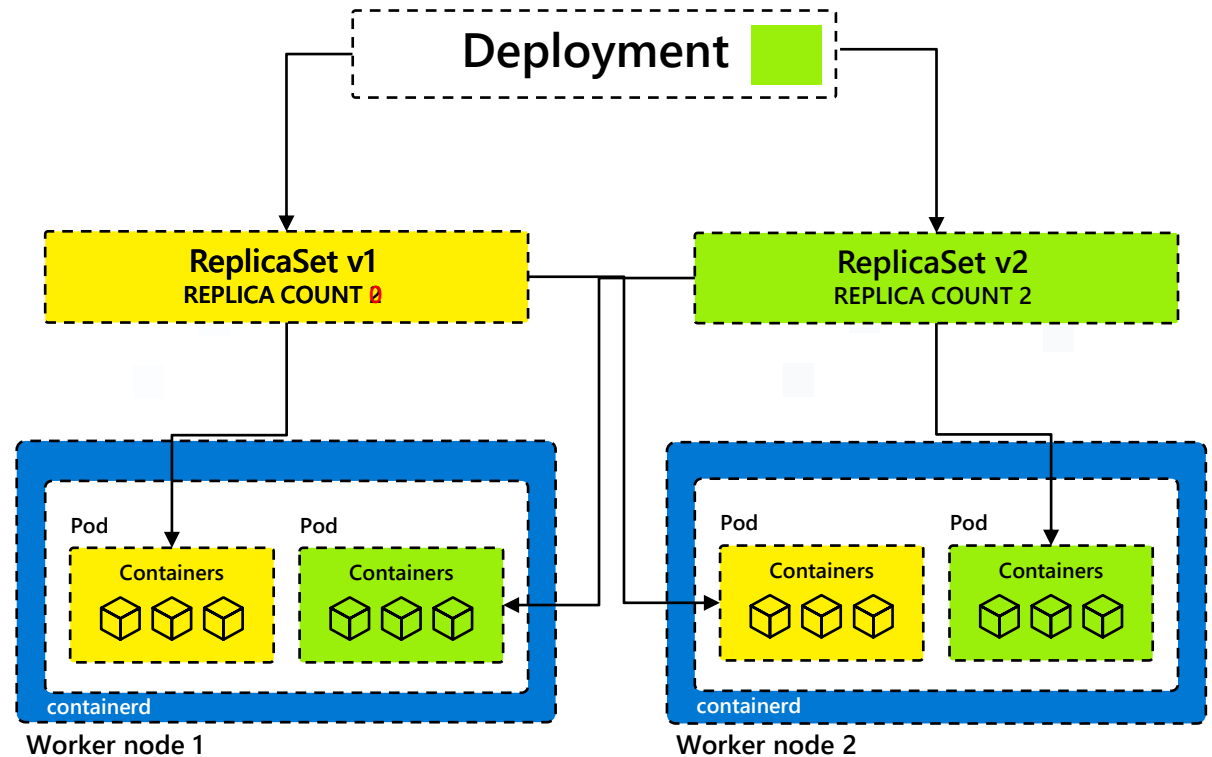 Deployment
ReplicaSet v1
REPLICA COUNT
ReplicaSet v2
REPLICA COUNT 2
Pod
Containers
Pod
Containers
containerd
Worker node 1
Pod
Containers
Pod
Containers
containerd
Worker node 2